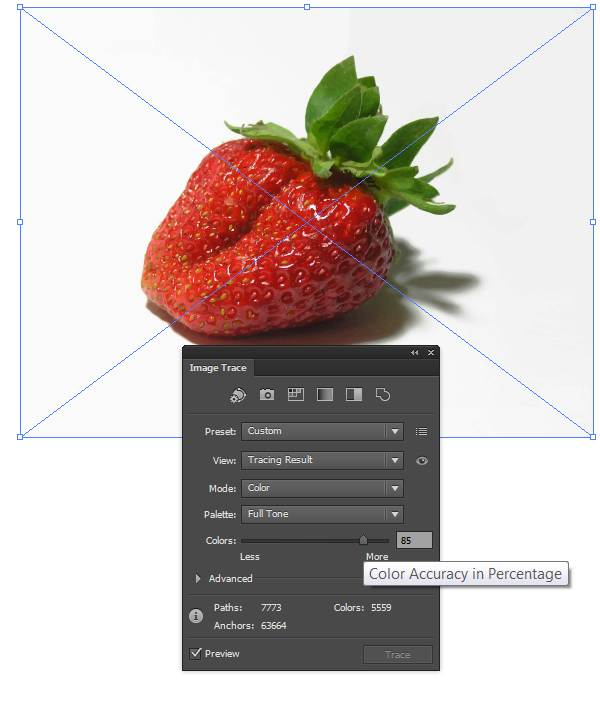 Image Trace
Preset: Custom
View: Tracing Result
Mode: Color
Palette: Full Tone
Colors: 85
Less More
Color Accuracy in Percentage
Advanced
Paths: 7773 Colors: 5559
Anchors: 63664
Preview Trace